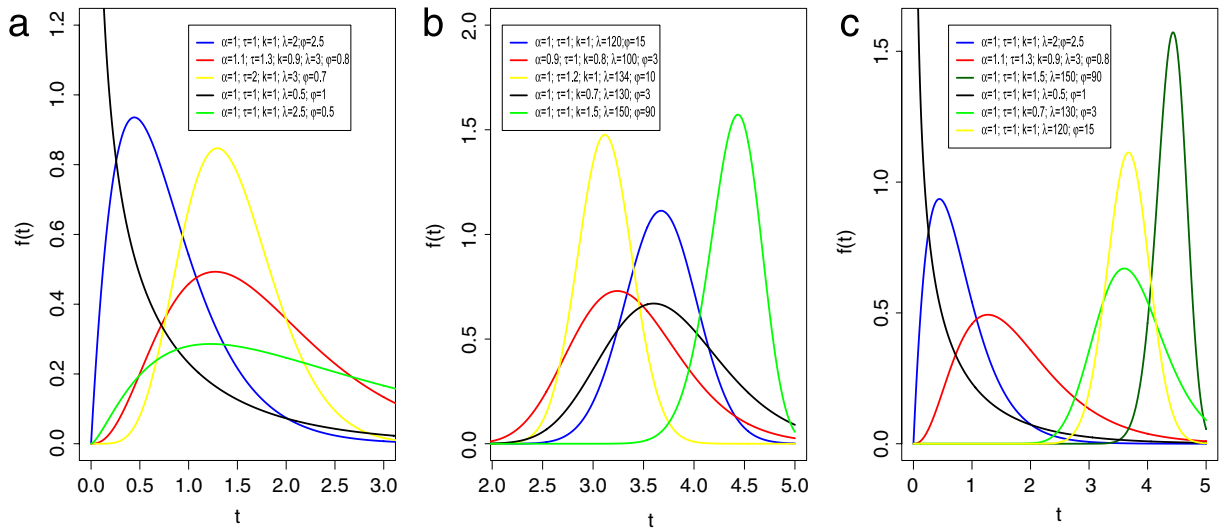 a
α=1; τ=1; k=1; λ=2;φ=2.5
α=1.1; τ=1.3; k=0.9; λ=3; φ=0.8
α=1; τ=2; k=1; λ=3; φ=0.7
α=1; τ=1; k=1; λ=0.5; φ=1
α=1; τ=1; k=1; λ=2.5; φ=0.5
1.2
1.0
0.8
0.6
0.4
0.2
0.0
f(t)
0.0 0.5 1.0 1.5 2.0 2.5 3.0
t
b
α=1; τ=1; k=1; λ=120;φ=15
α=0.9; τ=1; k=0.8; λ=100; φ=3
α=1; τ=1.2; k=1; λ=134; φ=10
α=1; τ=1; k=0.7; λ=130; φ=3
α=1; τ=1; k=1.5; λ=150; φ=90
2.0
1.5
1.0
0.5
0.0
f(t)
2.0 2.5 3.0 3.5 4.0 4.5 5.0
t
c
α=1; τ=1; k=1; λ=2;φ=2.5
α=1.1; τ=1.3; k=0.9; λ=3; φ=0.8
α=1; τ=1; k=1.5; λ=150; φ=90
α=1; τ=1; k=1; λ=0.5; φ=1
α=1; τ=1; k=0.7; λ=130; φ=3
α=1; τ=1; k=1; λ=120; φ=15
1.5
1.0
0.5
0.0
f(t)
0 1 2 3 4 5
t